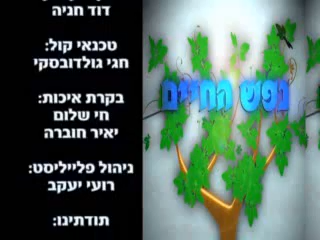 דוד חניה
טכנאי קול:
חגי גולדובסקי
בקרת איכות:
חי שלום
יאיר חוברה
ניהול פלייליסט:
רועי יעקב
תודתינו:
נפש החיים